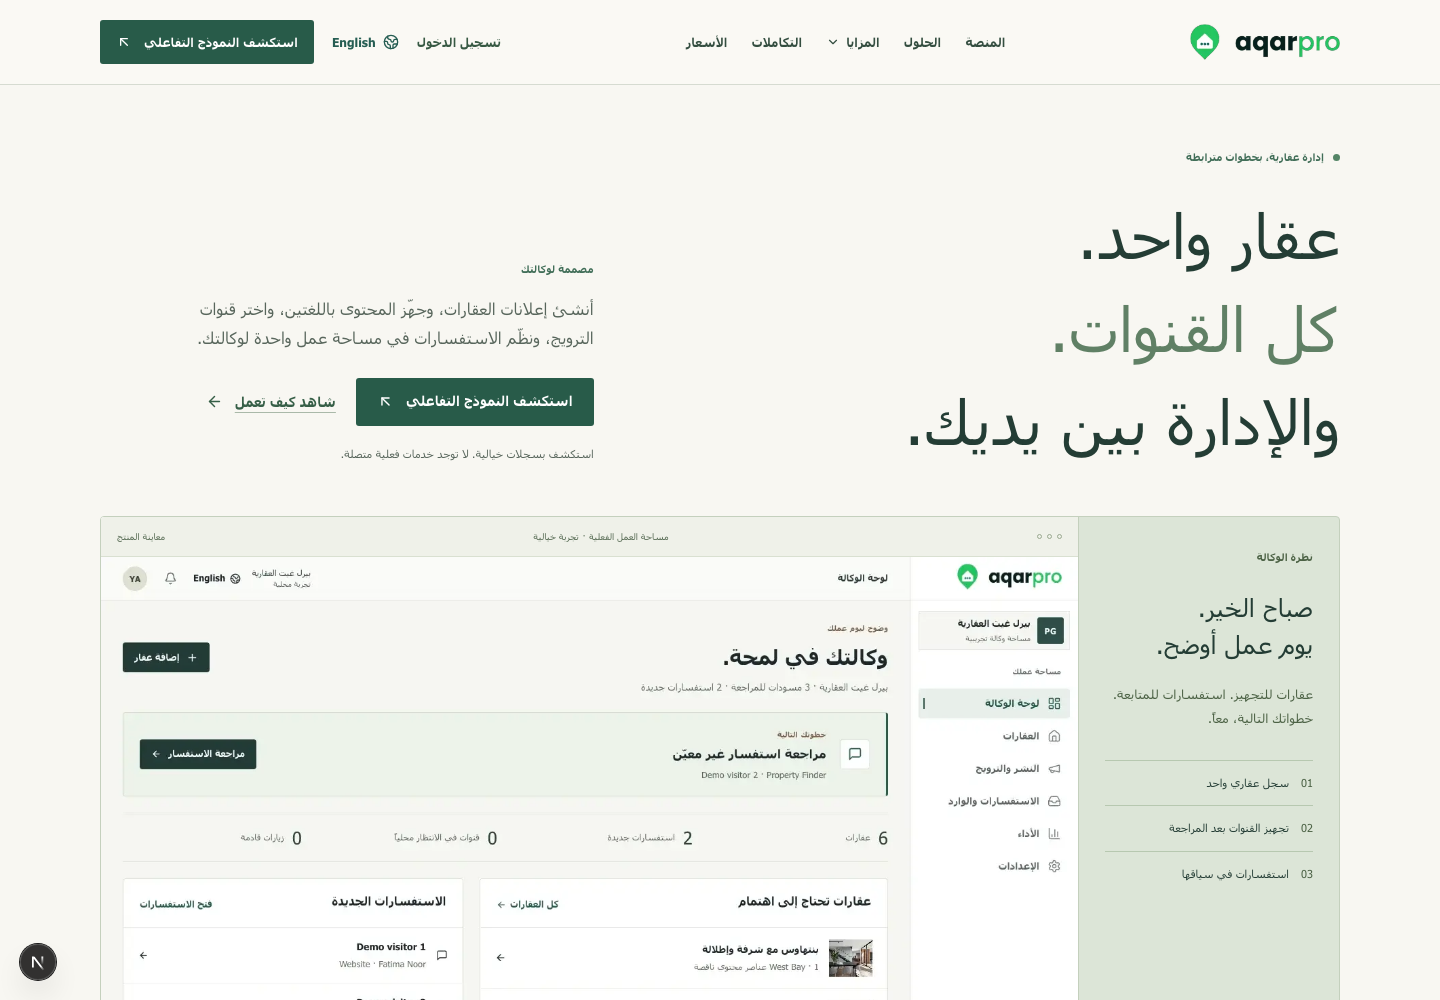 aqarpro
المنصة
الحلول
المزايا
التكاملات
الأسعار
تسجيل الدخول
English
استكشف النموذج التفاعلي
إدارة عقارية، بخطوات مترابطة
عقار واحد.
كل القنوات.
والإدارة بين يديك.
مصممة لوكالتك
أنشئ إعلانات العقارات، وجهّز المحتوى باللغتين، واختر قنوات
الترويج، ونظّم الاستفسارات في مساحة عمل واحدة لوكالتك.
استكشف النموذج التفاعلي
شاهد كيف تعمل
استكشف بسجلات خيالية. لا توجد خدمات فعلية متصلة.
نظرة الوكالة
صباح الخير.
يوم عمل أوضح.
عقارات للتجهيز. استفسارات للمتابعة.
خطواتك التالية، معاً.
01 سجل عقاري واحد
02 تجهيز القنوات بعد المراجعة
03 استفسارات في سياقها
مساحة العمل الفعلية · تجربة خيالية
معاينة المنتج
aqarpro
PG
بيرل غيت العقارية
مساحة وكالة تجريبية
مساحة عملك
لوحة الوكالة
العقارات
النشر والترويج
الاستفسارات والوارد
الأداء
الإعدادات
لوحة الوكالة
بيرل غيت العقارية
تجربة محلية
English
YA
وضوح ليوم عملك
وكالتك في لمحة.
بيرل غيت العقارية · 3 مسودات للمراجعة · 2 استفسارات جديدة
إضافة عقار
خطوتك التالية
مراجعة استفسار غير معيّن
Demo visitor 2 · Property Finder
مراجعة الاستفسار
6 عقارات
2 استفسارات جديدة
0 قنوات في الانتظار محلياً
0 زيارات قادمة
عقارات تحتاج إلى اهتمام
كل العقارات
بنتهاوس مع شرفة وإطلالة
West Bay · 1 عناصر محتوى ناقصة
الاستفسارات الجديدة
فتح الاستفسارات
Demo visitor 1
Website · Fatima Noor
N